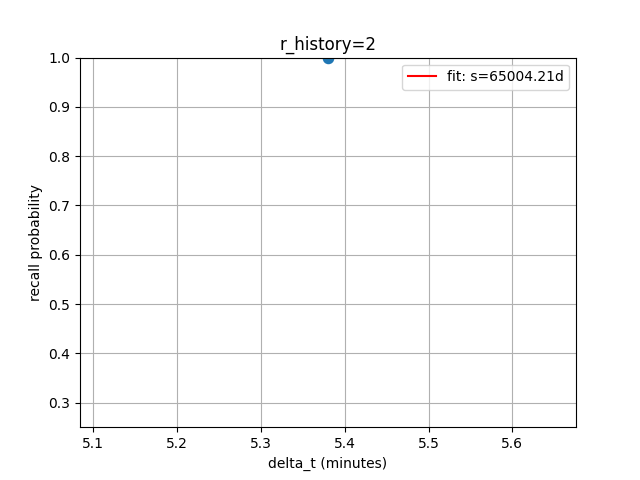 r_history=2
fit: s=65004.21d
recall probability
1.0
0.9
0.8
0.7
0.6
0.5
0.4
0.3
5.1 5.2 5.3 5.4 5.5 5.6
delta_t (minutes)